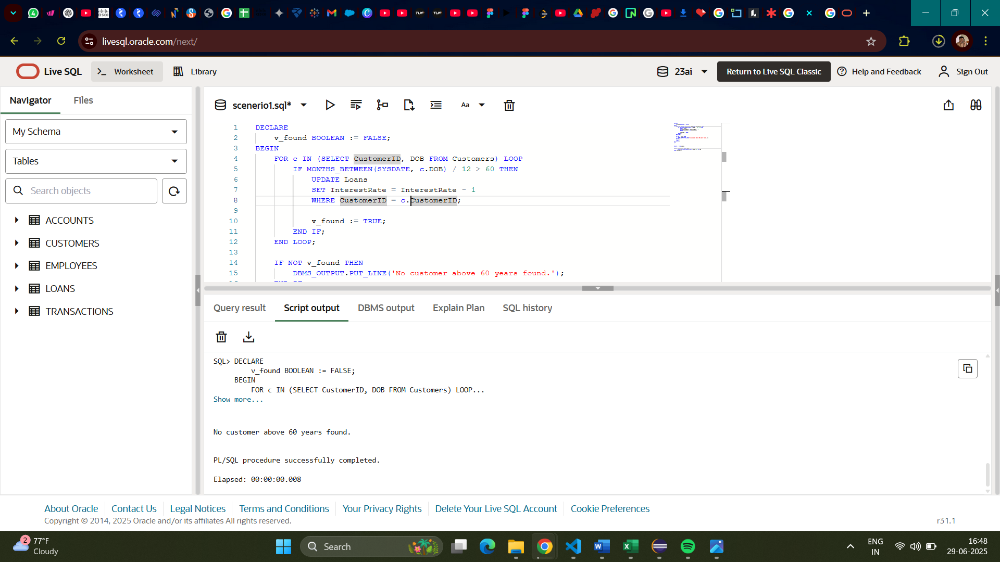 livesql.oracle.com/next/
Live SQL
Worksheet
Library
23ai
Return to Live SQL Classic
Help and Feedback
Sign Out
Navigator
Files
My Schema
Tables
Search objects
ACCOUNTS
CUSTOMERS
EMPLOYEES
LOANS
TRANSACTIONS
scenerio1.sql*
Aa
1 DECLARE
2 v_found BOOLEAN := FALSE;
3 BEGIN
4 FOR c IN (SELECT CustomerID, DOB FROM Customers) LOOP
5 IF MONTHS_BETWEEN(SYSDATE, c.DOB) / 12 > 60 THEN
6 UPDATE Loans
7 SET InterestRate = InterestRate - 1
8 WHERE CustomerID = c.CustomerID;
9
10 v_found := TRUE;
11 END IF;
12 END LOOP;
13
14 IF NOT v_found THEN
15 DBMS_OUTPUT.PUT_LINE('No customer above 60 years found.');
Query result
Script output
DBMS output
Explain Plan
SQL history
SQL> DECLARE
v_found BOOLEAN := FALSE;
BEGIN
FOR c IN (SELECT CustomerID, DOB FROM Customers) LOOP...
Show more...
No customer above 60 years found.
PL/SQL procedure successfully completed.
Elapsed: 00:00:00.008
About Oracle
Contact Us
Legal Notices
Terms and Conditions
Your Privacy Rights
Delete Your Live SQL Account
Cookie Preferences
Copyright © 2014, 2025 Oracle and/or its affiliates All rights reserved.
r31.1
2
77°F
Cloudy
Search
ENG
IN
16:48
29-06-2025